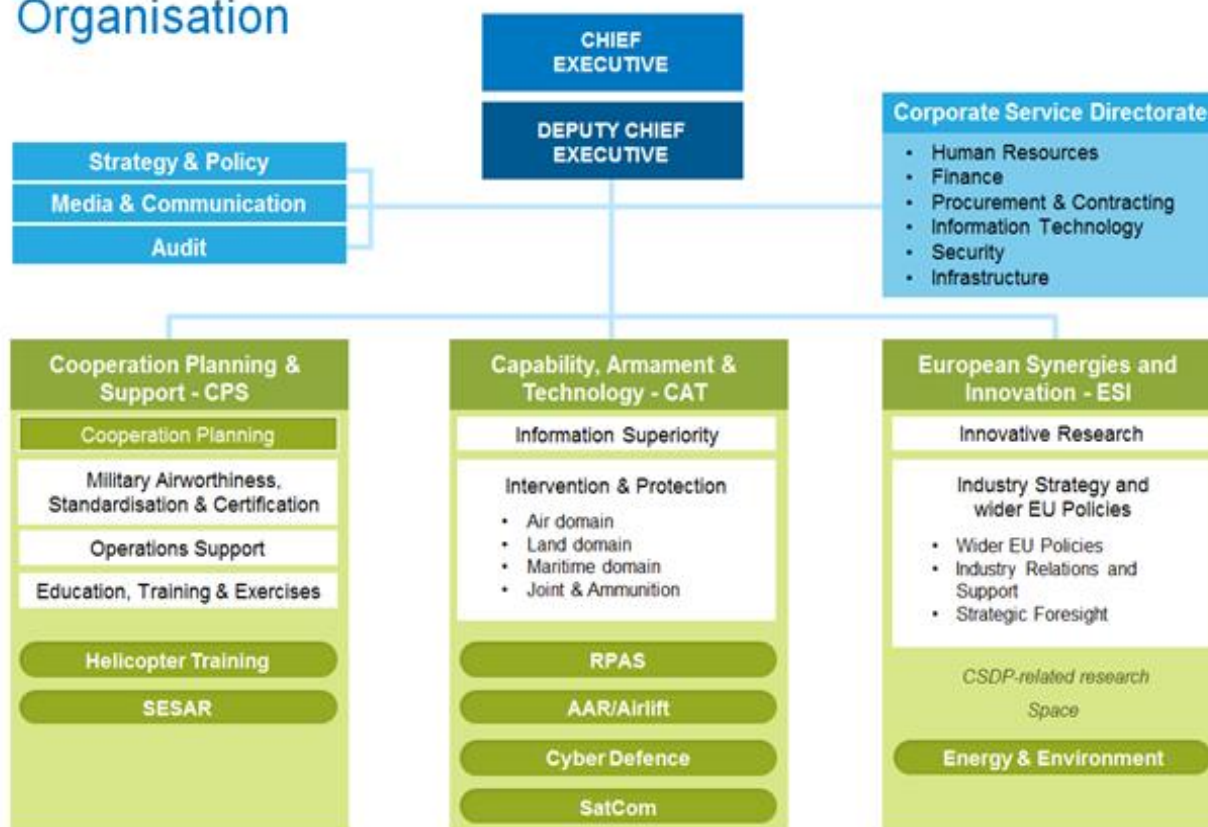 Organisation
CHIEF
EXECUTIVE
DEPUTY CHIEF
EXECUTIVE
Strategy & Policy
Media & Communication
Audit
Corporate Service Directorate
• Human Resources
• Finance
• Procurement & Contracting
• Information Technology
• Security
• Infrastructure
Cooperation Planning &
Support - CPS
Cooperation Planning
Military Airworthiness,
Standardisation & Certification
Operations Support
Education, Training & Exercises
Helicopter Training
SESAR
Capability, Armament &
Technology - CAT
Information Superiority
Intervention & Protection
• Air domain
• Land domain
• Maritime domain
• Joint & Ammunition
RPAS
AAR/Airlift
Cyber Defence
SatCom
European Synergies and
Innovation - ESI
Innovative Research
Industry Strategy and
wider EU Policies
• Wider EU Policies
• Industry Relations and
Support
• Strategic Foresight
CSDP-related research
Space
Energy & Environment